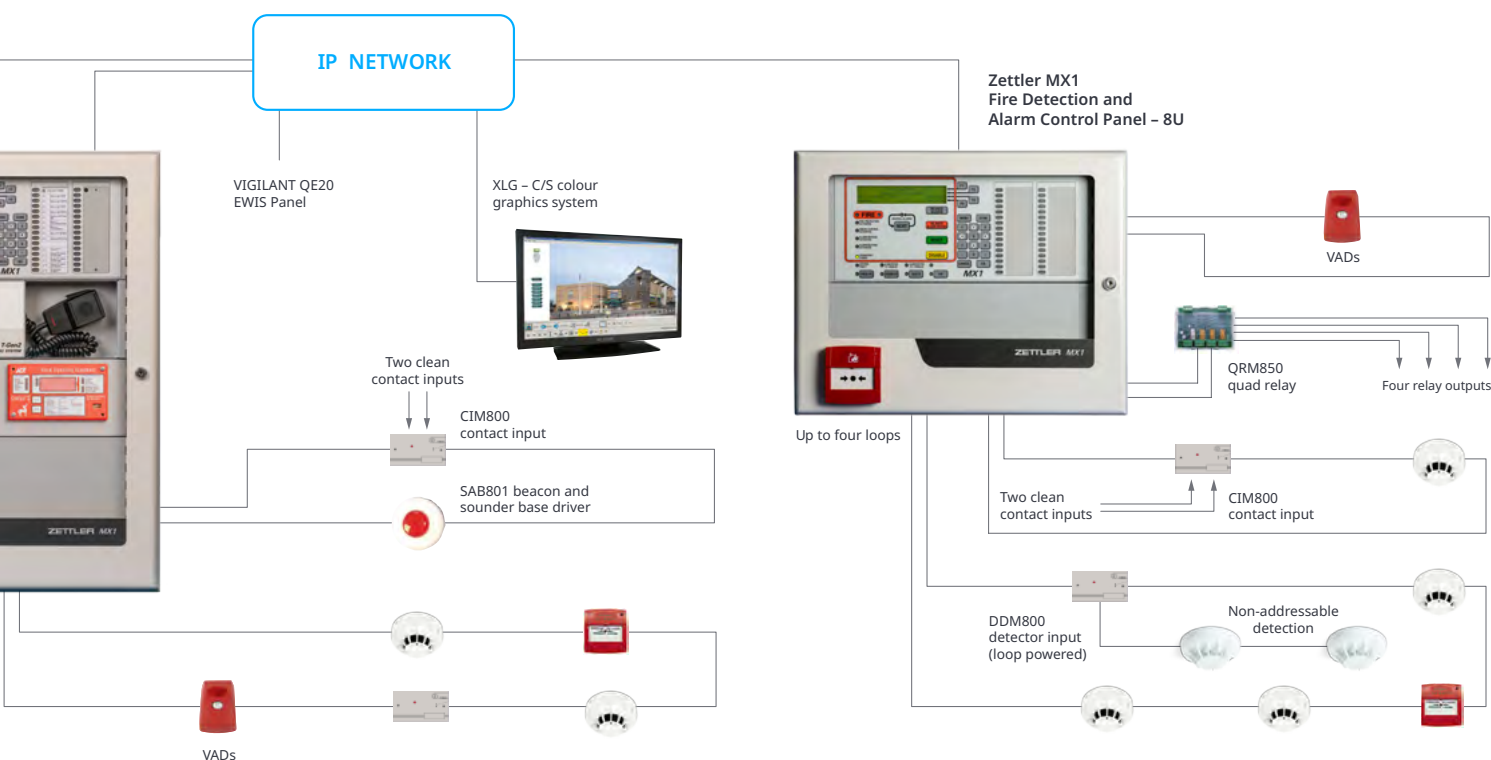 IP NETWORK
Zettler MX1
Fire Detection and
Alarm Control Panel – 8U
VIGILANT QE20
EWIS Panel
XLG – C/S colour
graphics system
MX1
T-Gen2
FIRE
MX1
VADs
ZETTLER MX1
QRM850
quad relay
Four relay outputs
Two clean
contact inputs
CIM800
contact input
Up to four loops
SAB801 beacon and
sounder base driver
Two clean
contact inputs
CIM800
contact input
ZETTLER MX1
DDM800
detector input
(loop powered)
Non-addressable
detection
VADs